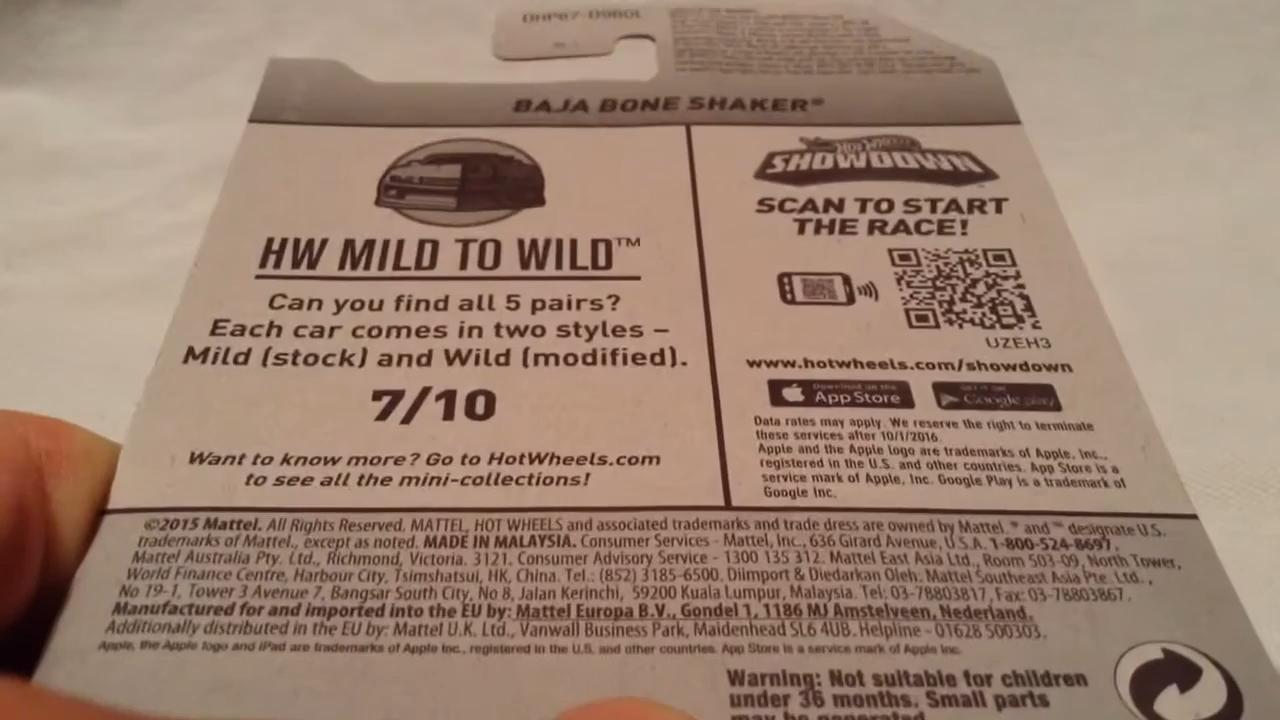 BAJA BONE SHAKER®
HW MILD TO WILD™
Can you find all 5 pairs?
Each car comes in two styles –
Mild (stock) and Wild (modified).
7/10
Want to know more? Go to HotWheels.com
to see all the mini-collections!
HOT WHEELS
SHOWDOWN™
SCAN TO START
THE RACE!
UZEH3
www.hotwheels.com/showdown
Download on the
App Store
GET IT ON
Google play
Data rates may apply. We reserve the right to terminate
these services after 10/1/2016.
Apple and the Apple logo are trademarks of Apple, Inc.,
registered in the U.S. and other countries. App Store is a
service mark of Apple, Inc. Google Play is a trademark of
Google Inc.
©2015 Mattel. All Rights Reserved. MATTEL, HOT WHEELS and associated trademarks and trade dress are owned by Mattel. ® and ™ designate U.S.
trademarks of Mattel, except as noted. MADE IN MALAYSIA. Consumer Services - Mattel, Inc., 636 Girard Avenue, U.S.A. 1-800-524-8697.
Mattel Australia Pty. Ltd., Richmond, Victoria. 3121. Consumer Advisory Service - 1300 135 312. Mattel East Asia Ltd., Room 503-09, North Tower,
World Finance Centre, Harbour City, Tsimshatsui, HK, China. Tel.: (852) 3185-6500. Diimport & Diedarkan Oleh: Mattel Southeast Asia Pte. Ltd.,
No 19-1, Tower 3 Avenue 7, Bangsar South City, No 8, Jalan Kerinchi, 59200 Kuala Lumpur, Malaysia. Tel: 03-78803817, Fax: 03-78803867.
Manufactured for and imported into the EU by: Mattel Europa B.V., Gondel 1, 1186 MJ Amstelveen, Nederland.
Additionally distributed in the EU by: Mattel U.K. Ltd., Vanwall Business Park, Maidenhead SL6 4UB. Helpline - 01628 500303.
Apple, the Apple logo and iPad are trademarks of Apple Inc., registered in the U.S. and other countries. App Store is a service mark of Apple Inc.
Warning: Not suitable for children
under 36 months. Small parts
may be generated